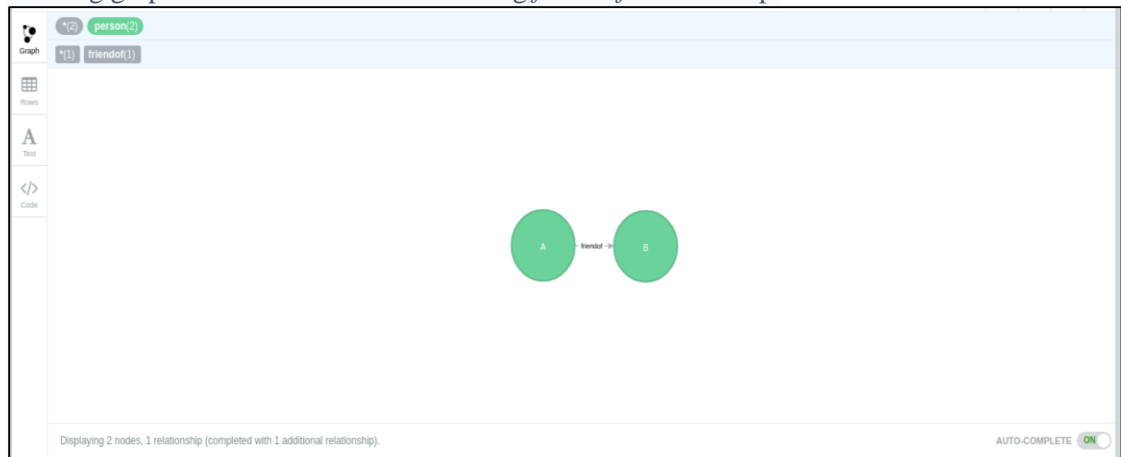 *(2) person(2)
Graph
*(1) friendof(1)
Rows
A
Text
</>
Code
A friendof B
Displaying 2 nodes, 1 relationship (completed with 1 additional relationship).
AUTO-COMPLETE ON